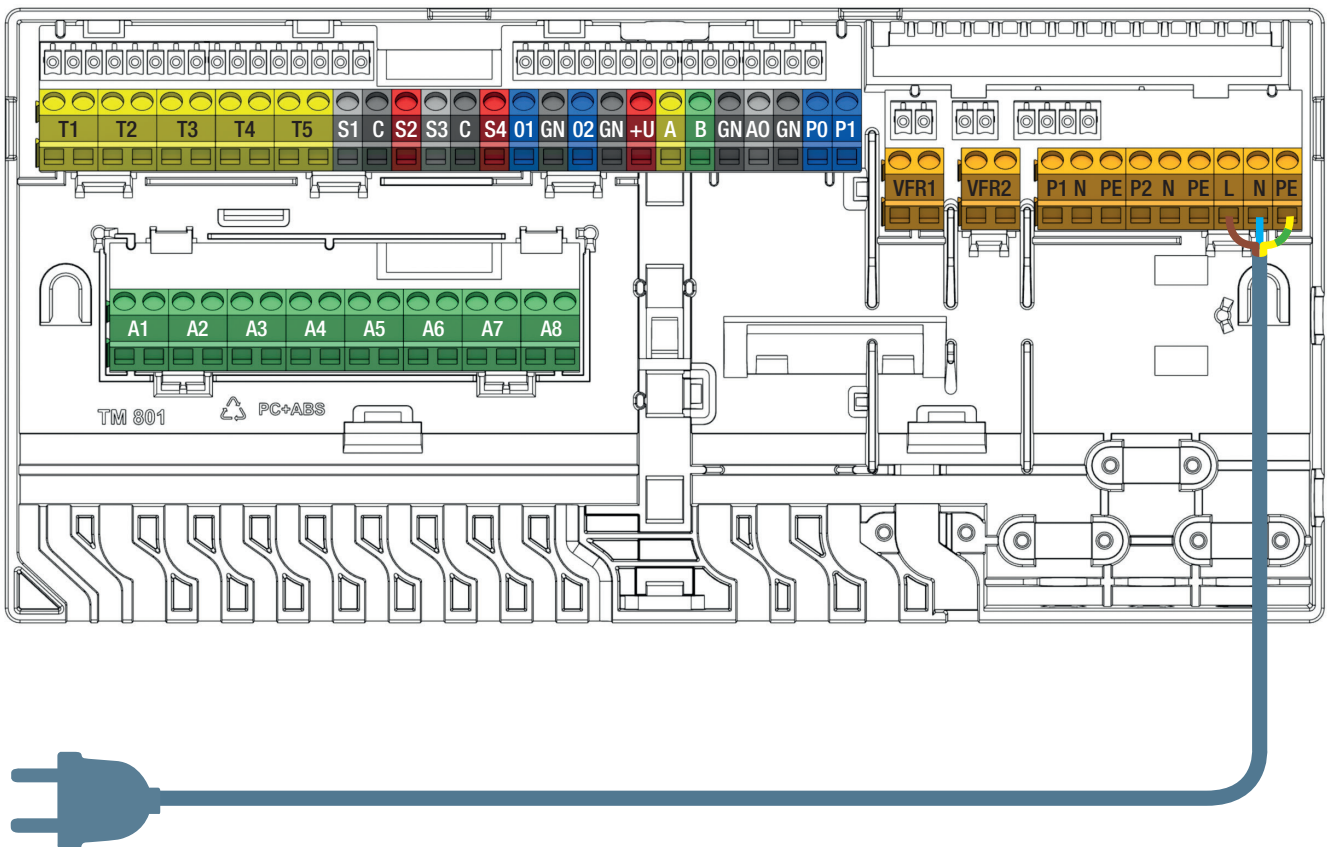 T1 T2 T3 T4 T5 S1 C S2 S3 C S4 01 GN 02 GN +U A B GN AO GN P0 P1
VFR1 VFR2 P1 N PE P2 N PE L N PE
A1 A2 A3 A4 A5 A6 A7 A8
TM 801 PC+ABS